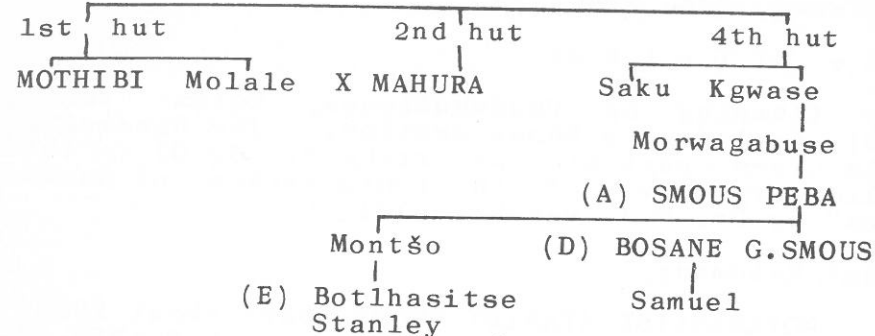 1st hut 2nd hut 4th hut
MOTHIBI Molale X MAHURA Saku Kgwase
Morwagabuse
(A) SMOUS PEBA
Montšo (D) BOSANE G.SMOUS
(E) Botlhasitse Samuel
Stanley